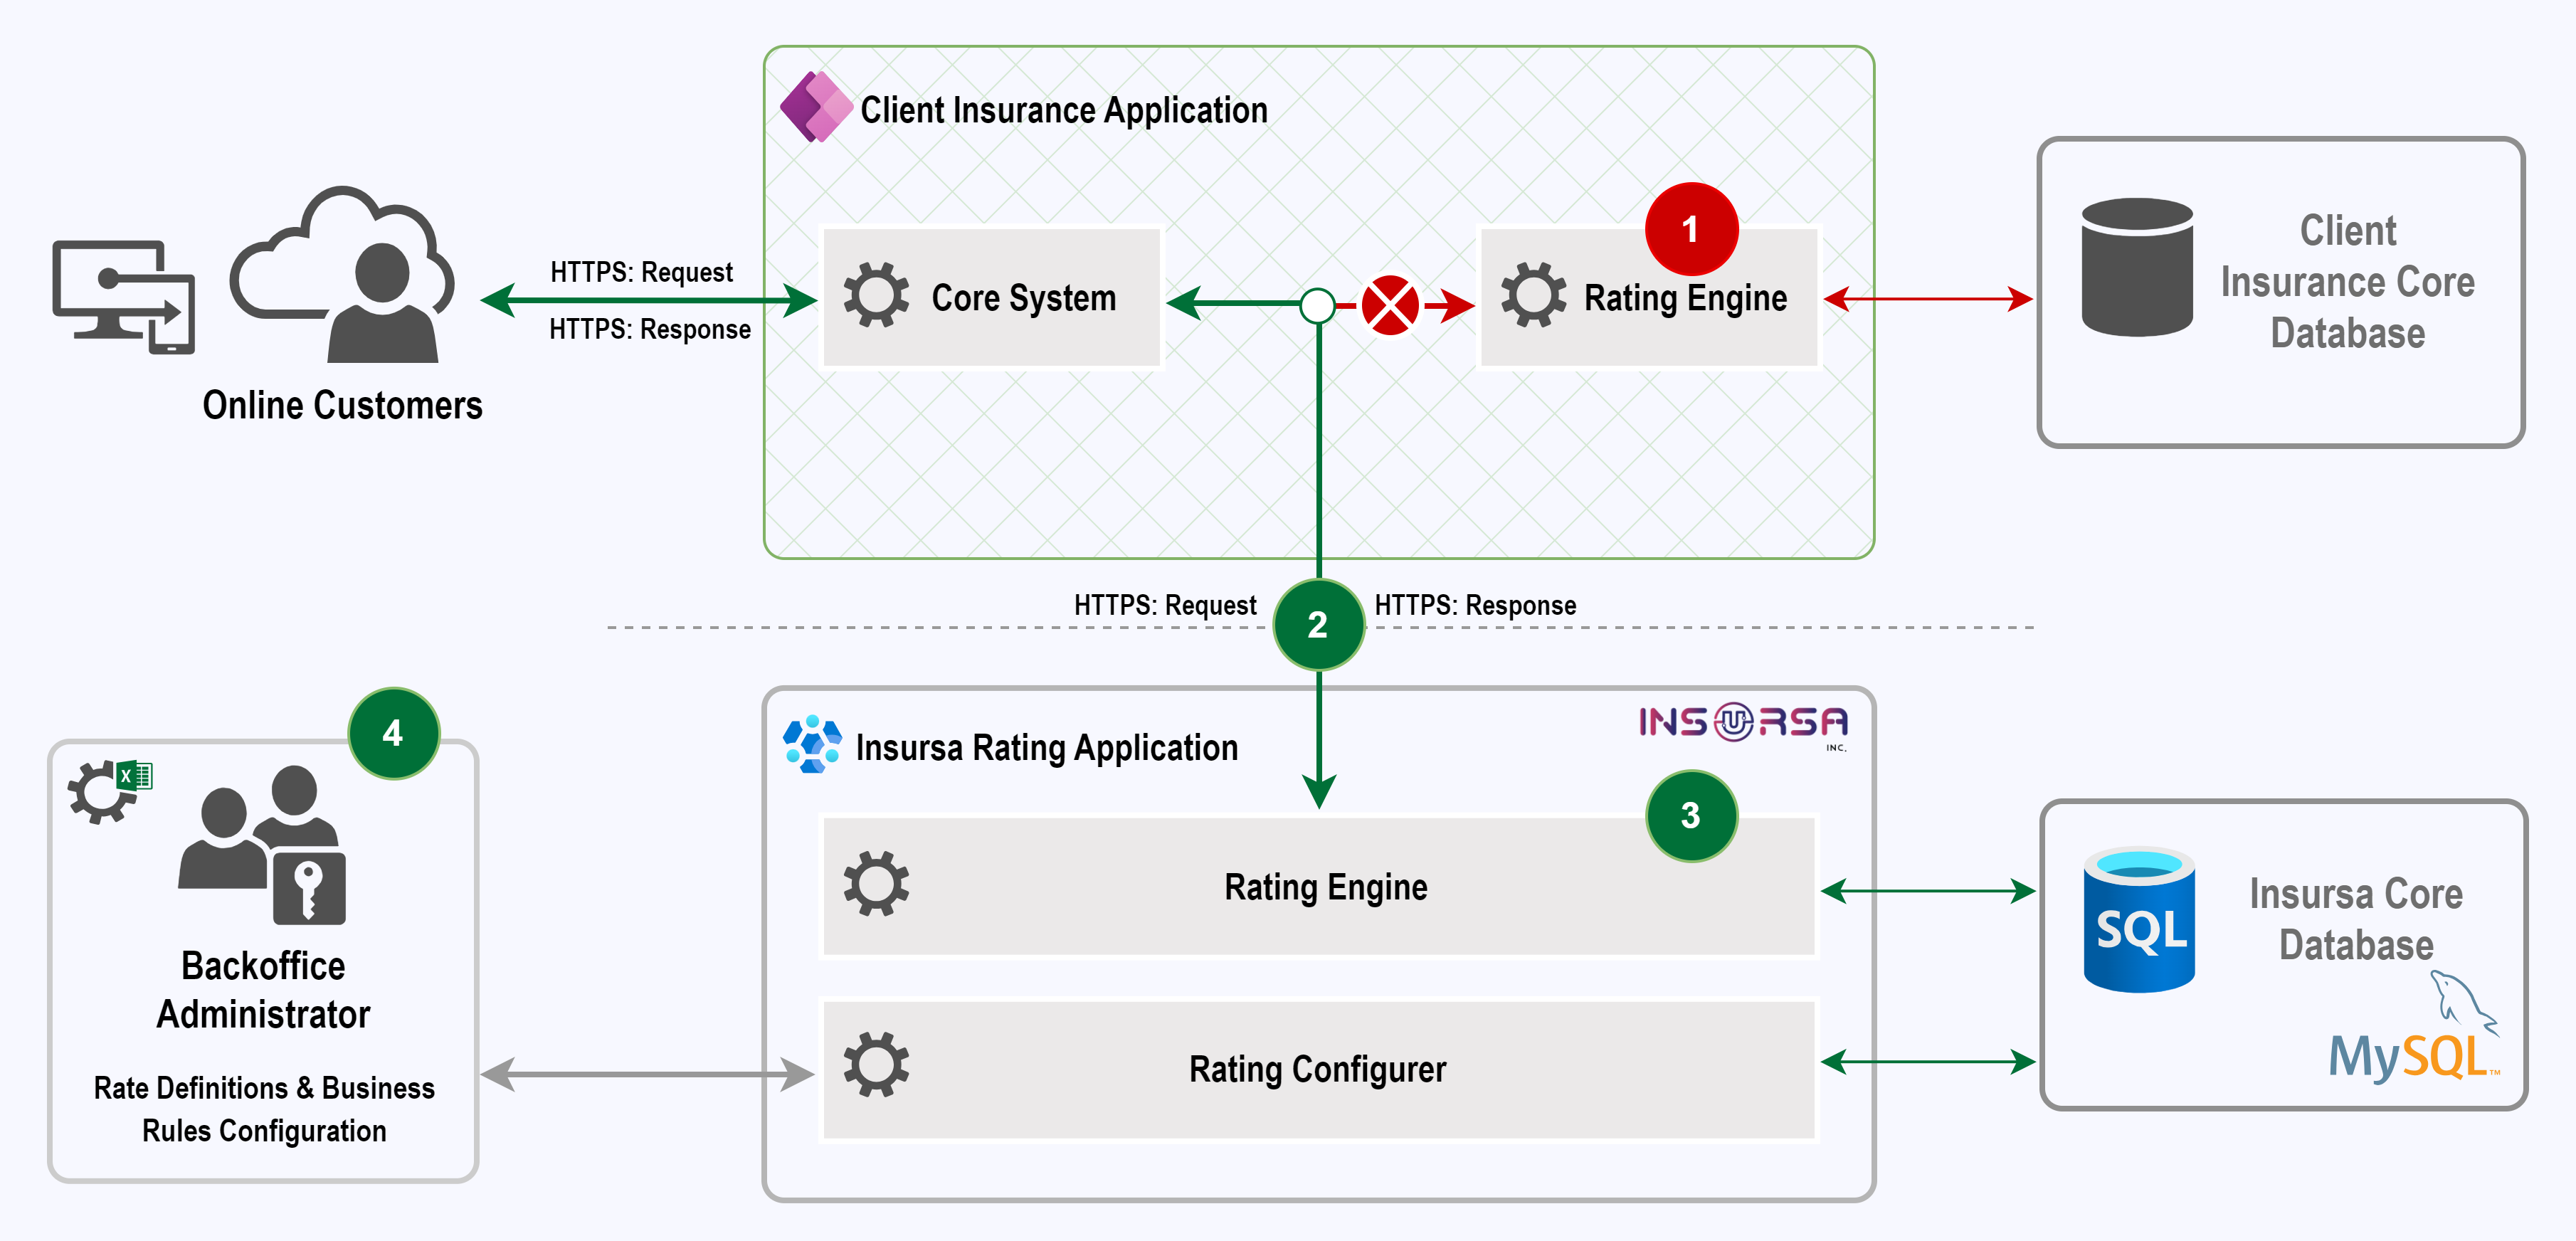 Client Insurance Application
1
Client
Insurance Core
Database
HTTPS: Request
HTTPS: Response
Core System
Rating Engine
Online Customers
HTTPS: Request
2
HTTPS: Response
4
Insursa Rating Application
INSURSA
INC.
3
X
Rating Engine
SQL
Insursa Core
Database
Backoffice
Administrator
Rate Definitions & Business
Rules Configuration
Rating Configurer
MySQL™